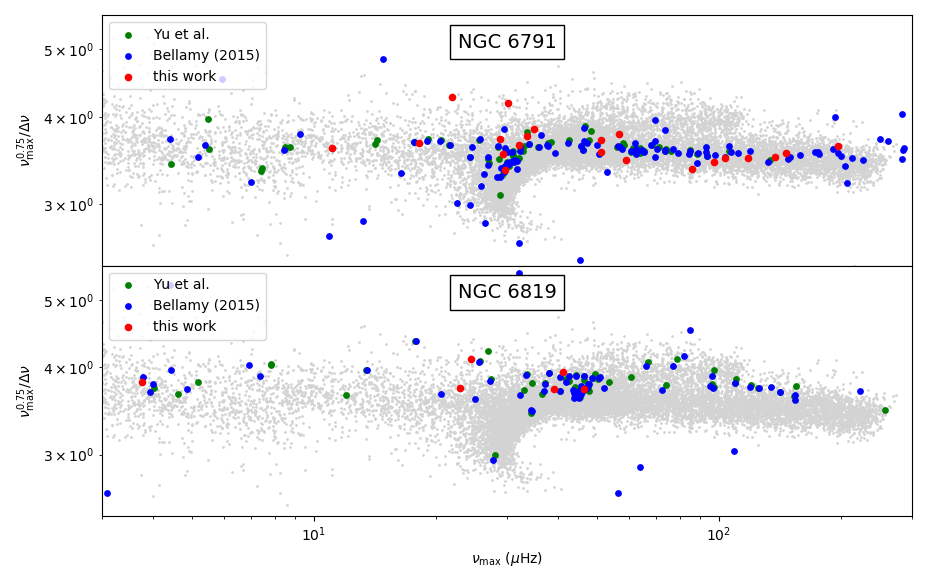 NGC 6791
Yu et al.
Bellamy (2015)
this work
5 × 10⁰
4 × 10⁰
3 × 10⁰
ν_max^0.75/Δν
NGC 6819
Yu et al.
Bellamy (2015)
this work
5 × 10⁰
4 × 10⁰
3 × 10⁰
ν_max^0.75/Δν
10¹ 10²
ν_max (μHz)